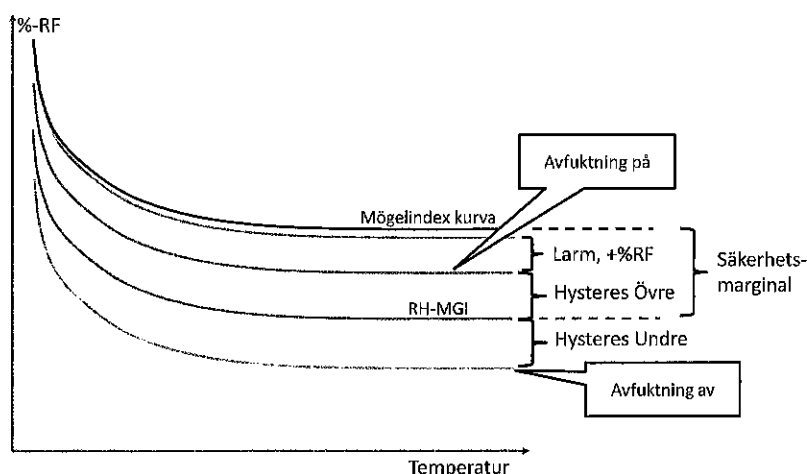 %-RF
Avfuktning på
Mögelindex kurva
Larm, +%RF
Säkerhets-
marginal
Hysteres Övre
RH-MGI
Hysteres Undre
Avfuktning av
Temperatur